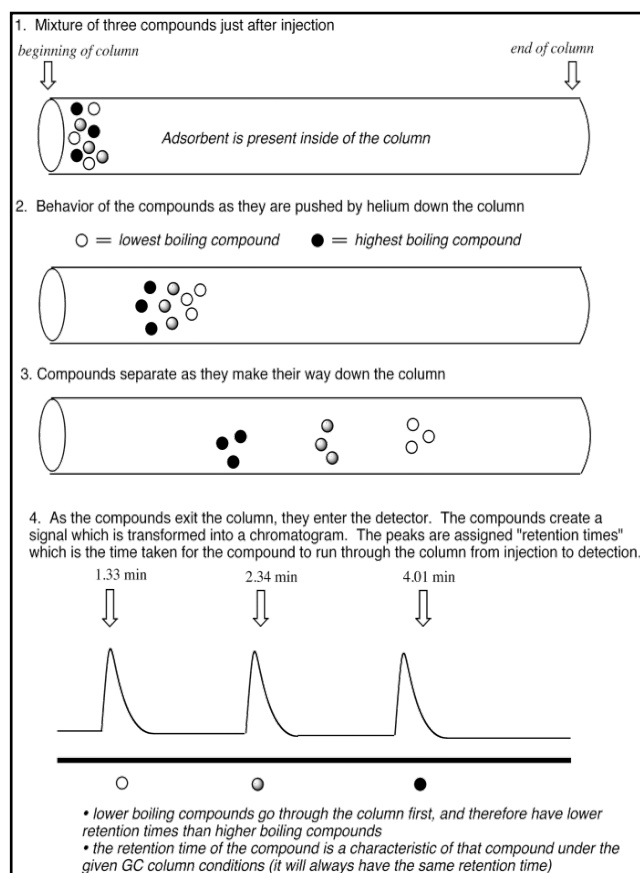 1. Mixture of three compounds just after injection
beginning of column
end of column
Adsorbent is present inside of the column
2. Behavior of the compounds as they are pushed by helium down the column
= lowest boiling compound
= highest boiling compound
3. Compounds separate as they make their way down the column
4. As the compounds exit the column, they enter the detector. The compounds create a
signal which is transformed into a chromatogram. The peaks are assigned "retention times"
which is the time taken for the compound to run through the column from injection to detection.
1.33 min
2.34 min
4.01 min
• lower boiling compounds go through the column first, and therefore have lower
retention times than higher boiling compounds
• the retention time of the compound is a characteristic of that compound under the
given GC column conditions (it will always have the same retention time)